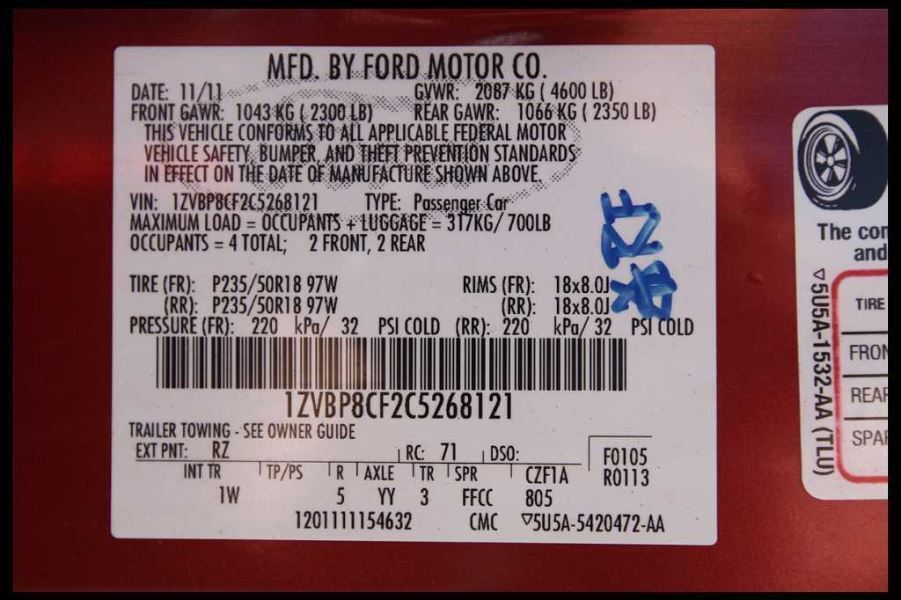 MFD. BY FORD MOTOR CO.
DATE: 11/11 GVWR: 2087 KG ( 4600 LB)
FRONT GAWR: 1043 KG ( 2300 LB) REAR GAWR: 1066 KG ( 2350 LB)
THIS VEHICLE CONFORMS TO ALL APPLICABLE FEDERAL MOTOR
VEHICLE SAFETY, BUMPER, AND THEFT PREVENTION STANDARDS
IN EFFECT ON THE DATE OF MANUFACTURE SHOWN ABOVE.
VIN: 1ZVBP8CF2C5268121 TYPE: Passenger Car
MAXIMUM LOAD = OCCUPANTS + LUGGAGE = 317KG/ 700LB
OCCUPANTS = 4 TOTAL; 2 FRONT, 2 REAR
TIRE (FR): P235/50R18 97W RIMS (FR): 18x8.0J
(RR): P235/50R18 97W (RR): 18x8.0J
PRESSURE (FR): 220 kPa/ 32 PSI COLD (RR): 220 kPa/ 32 PSI COLD
1ZVBP8CF2C5268121
TRAILER TOWING - SEE OWNER GUIDE
EXT PNT: RZ RC: 71 DSO: F0105
INT TR TP/PS R AXLE TR SPR CZF1A R0113
1W 5 YY 3 FFCC 805
1201111154632 CMC ▽5U5A-5420472-AA
The con
and
▽5U5A-1532-AA (TLU)
TIRE
FRON
REAR
SPAR